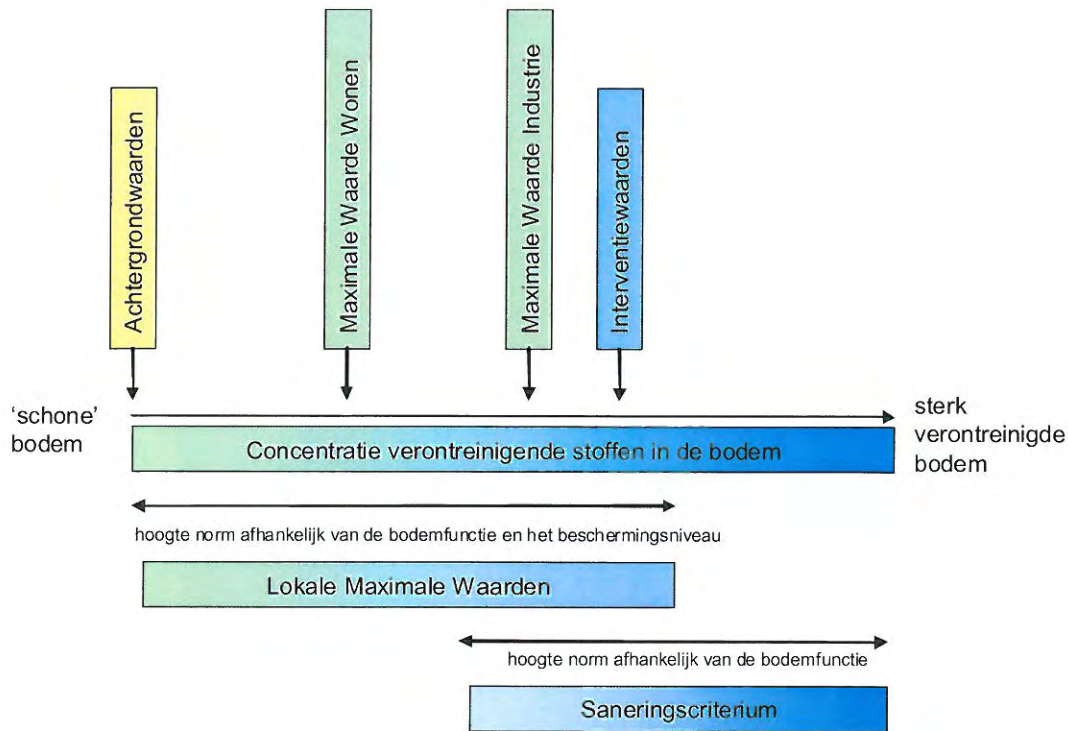 Achtergrondwaarden
Maximale Waarde Wonen
Maximale Waarde Industrie
Interventiewaarden
'schone'
bodem
sterk
verontreinigde
bodem
Concentratie verontreinigende stoffen in de bodem
hoogte norm afhankelijk van de bodemfunctie en het beschermingsniveau
Lokale Maximale Waarden
hoogte norm afhankelijk van de bodemfunctie
Saneringscriterium